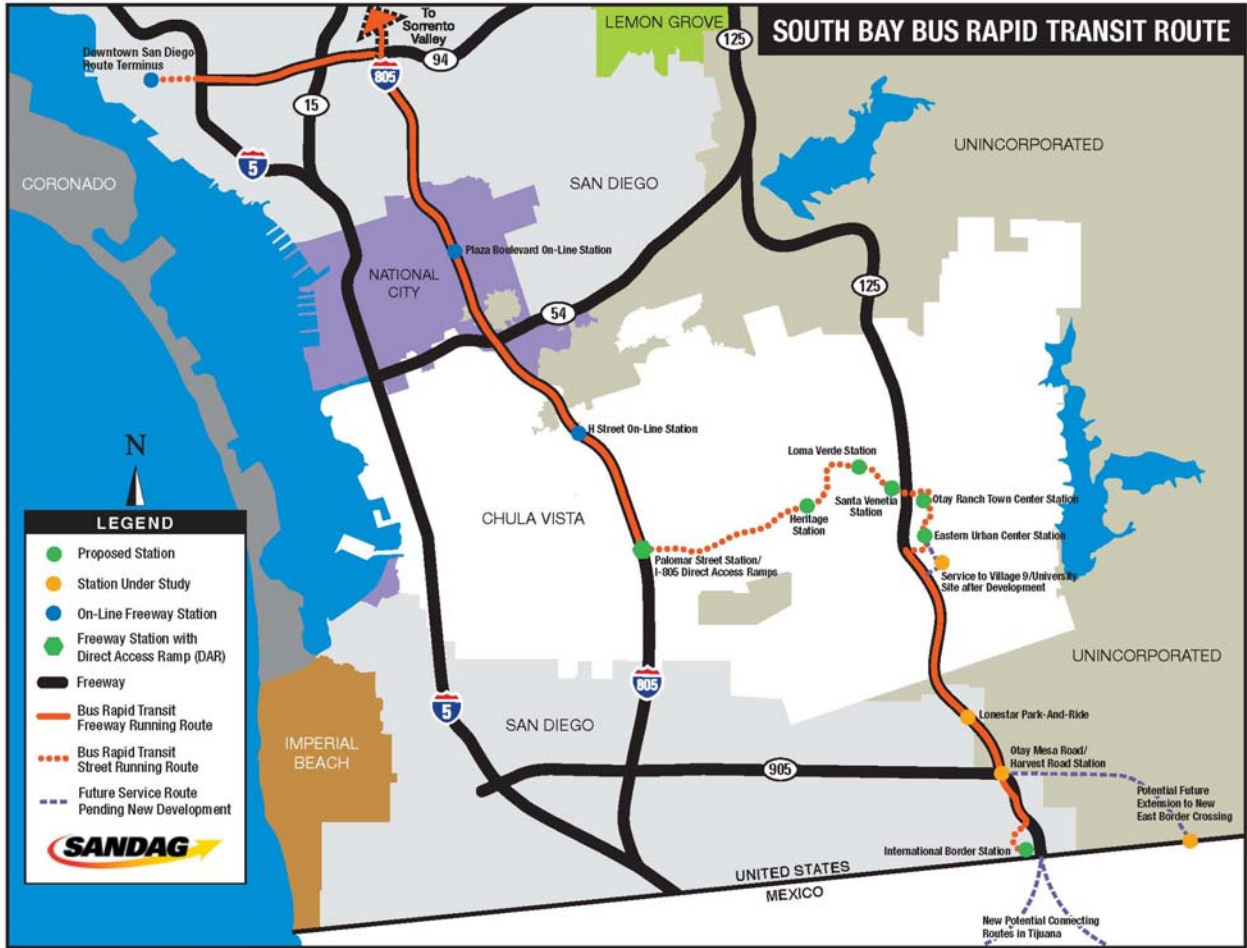 SOUTH BAY BUS RAPID TRANSIT ROUTE
To
Sorrento
Valley
LEMON GROVE
125
Downtown San Diego
Route Terminus
94
805
15
5
UNINCORPORATED
CORONADO
SAN DIEGO
Plaza Boulevard On-Line Station
NATIONAL
CITY
125
54
H Street On-Line Station
Loma Verde Station
Santa Venetia
Station
Otay Ranch Town Center Station
Heritage
Station
Eastern Urban Center Station
CHULA VISTA
Palomar Street Station/
I-805 Direct Access Ramps
Service to Village 9/University
Site after Development
UNINCORPORATED
805
5
SAN DIEGO
Lonestar Park-And-Ride
IMPERIAL
BEACH
Otay Mesa Road/
Harvest Road Station
905
Potential Future
Extension to New
East Border Crossing
International Border Station
UNITED STATES
MEXICO
New Potential Connecting
Routes in Tijuana
N
LEGEND
Proposed Station
Station Under Study
On-Line Freeway Station
Freeway Station with
Direct Access Ramp (DAR)
Freeway
Bus Rapid Transit
Freeway Running Route
Bus Rapid Transit
Street Running Route
Future Service Route
Pending New Development
SANDAG